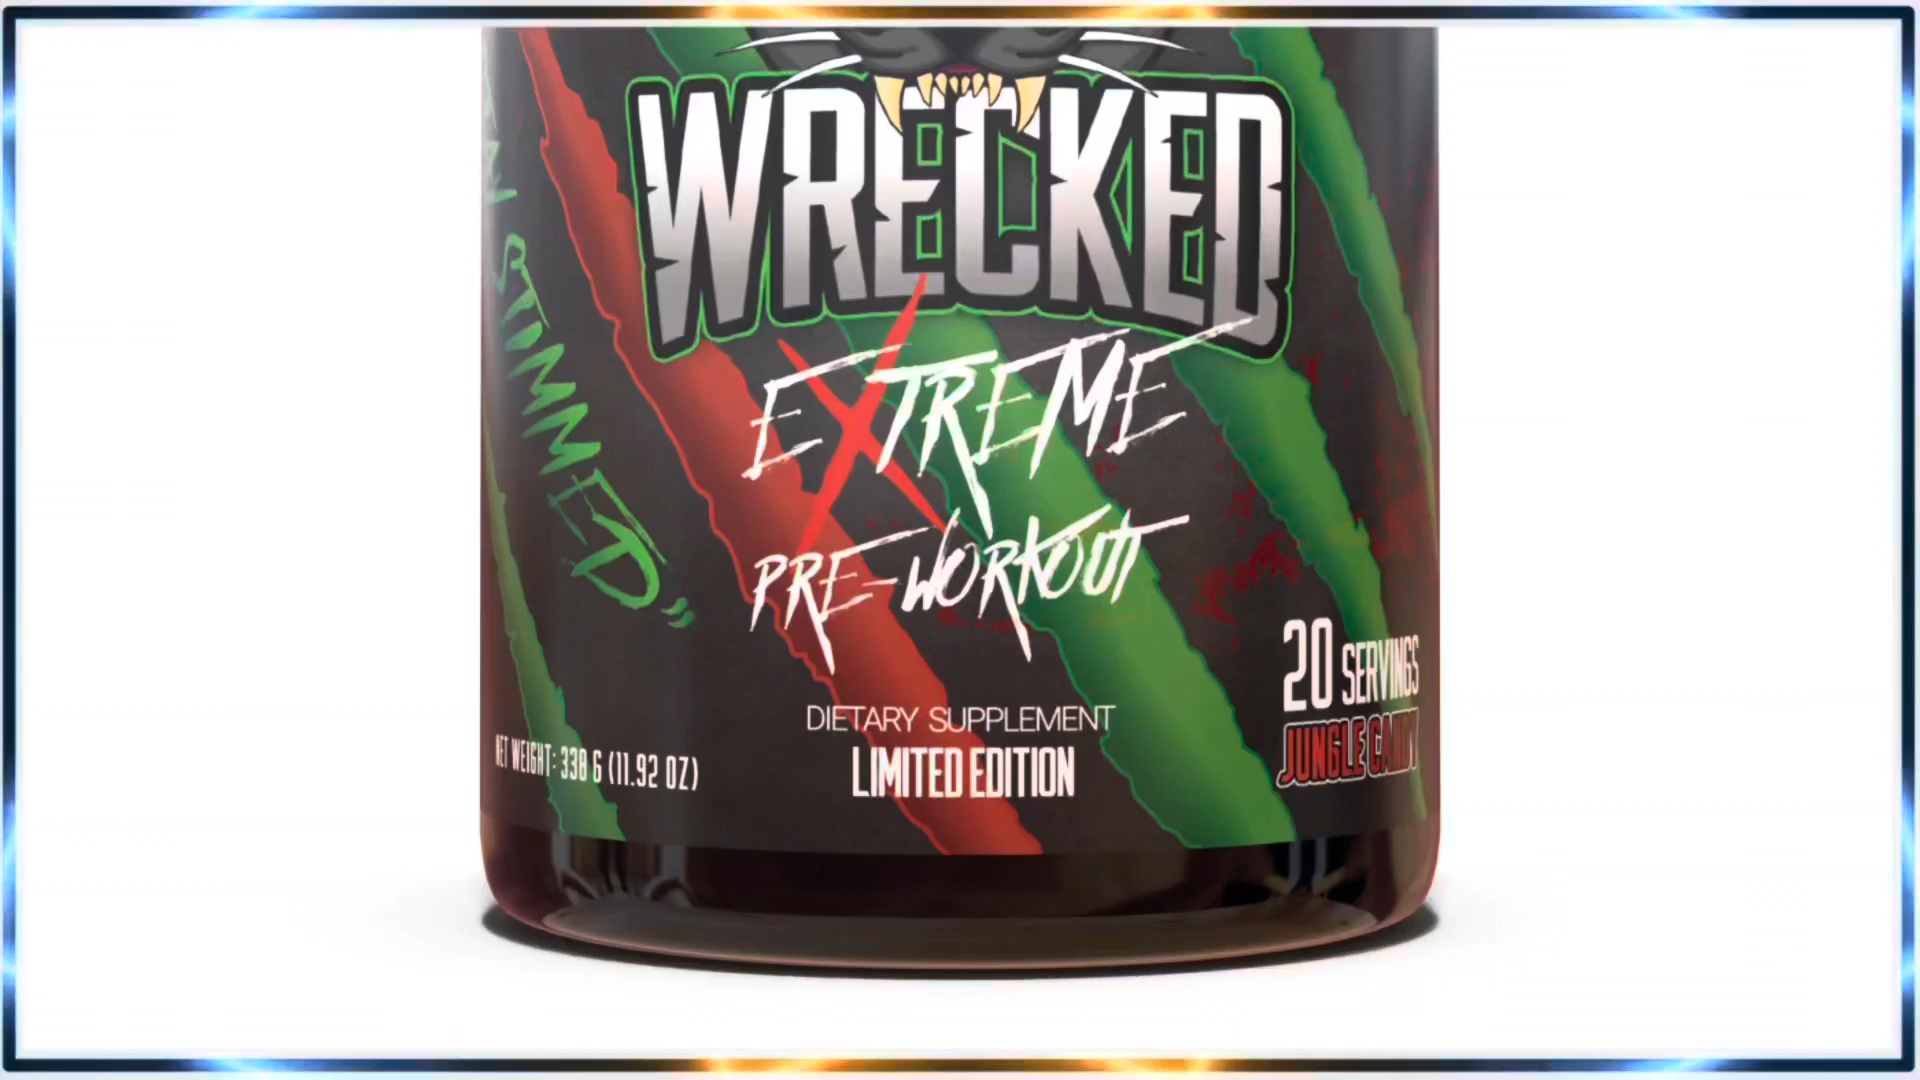 WRECKED
EXTREME
PRE-WORKOUT
STIMMED"
DIETARY SUPPLEMENT
LIMITED EDITION
NET WEIGHT: 338 G (11.92 OZ)
20 SERVINGS
JUNGLE CANDY